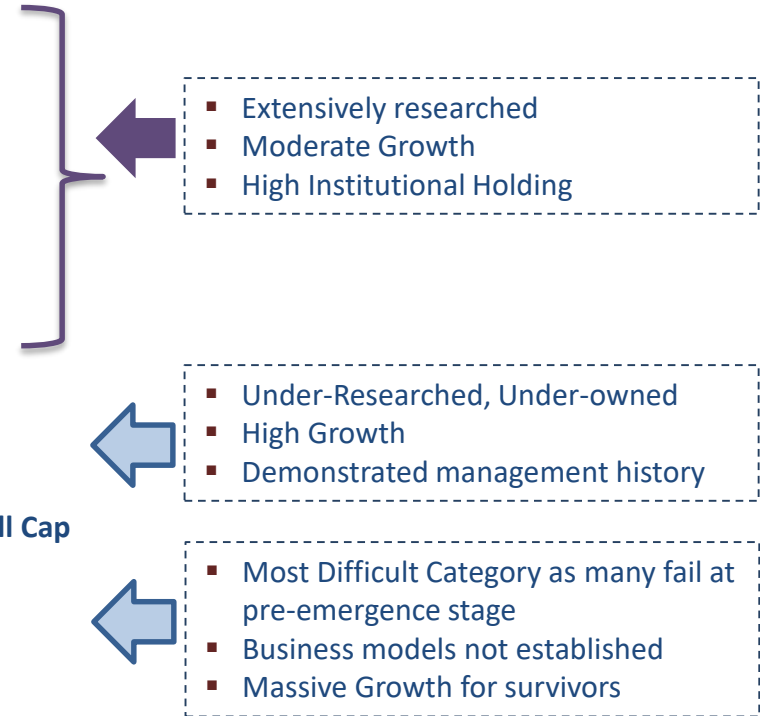 ▪ Extensively researched
▪ Moderate Growth
▪ High Institutional Holding
▪ Under-Researched, Under-owned
▪ High Growth
▪ Demonstrated management history
Cap
▪ Most Difficult Category as many fail at
pre-emergence stage
▪ Business models not established
▪ Massive Growth for survivors